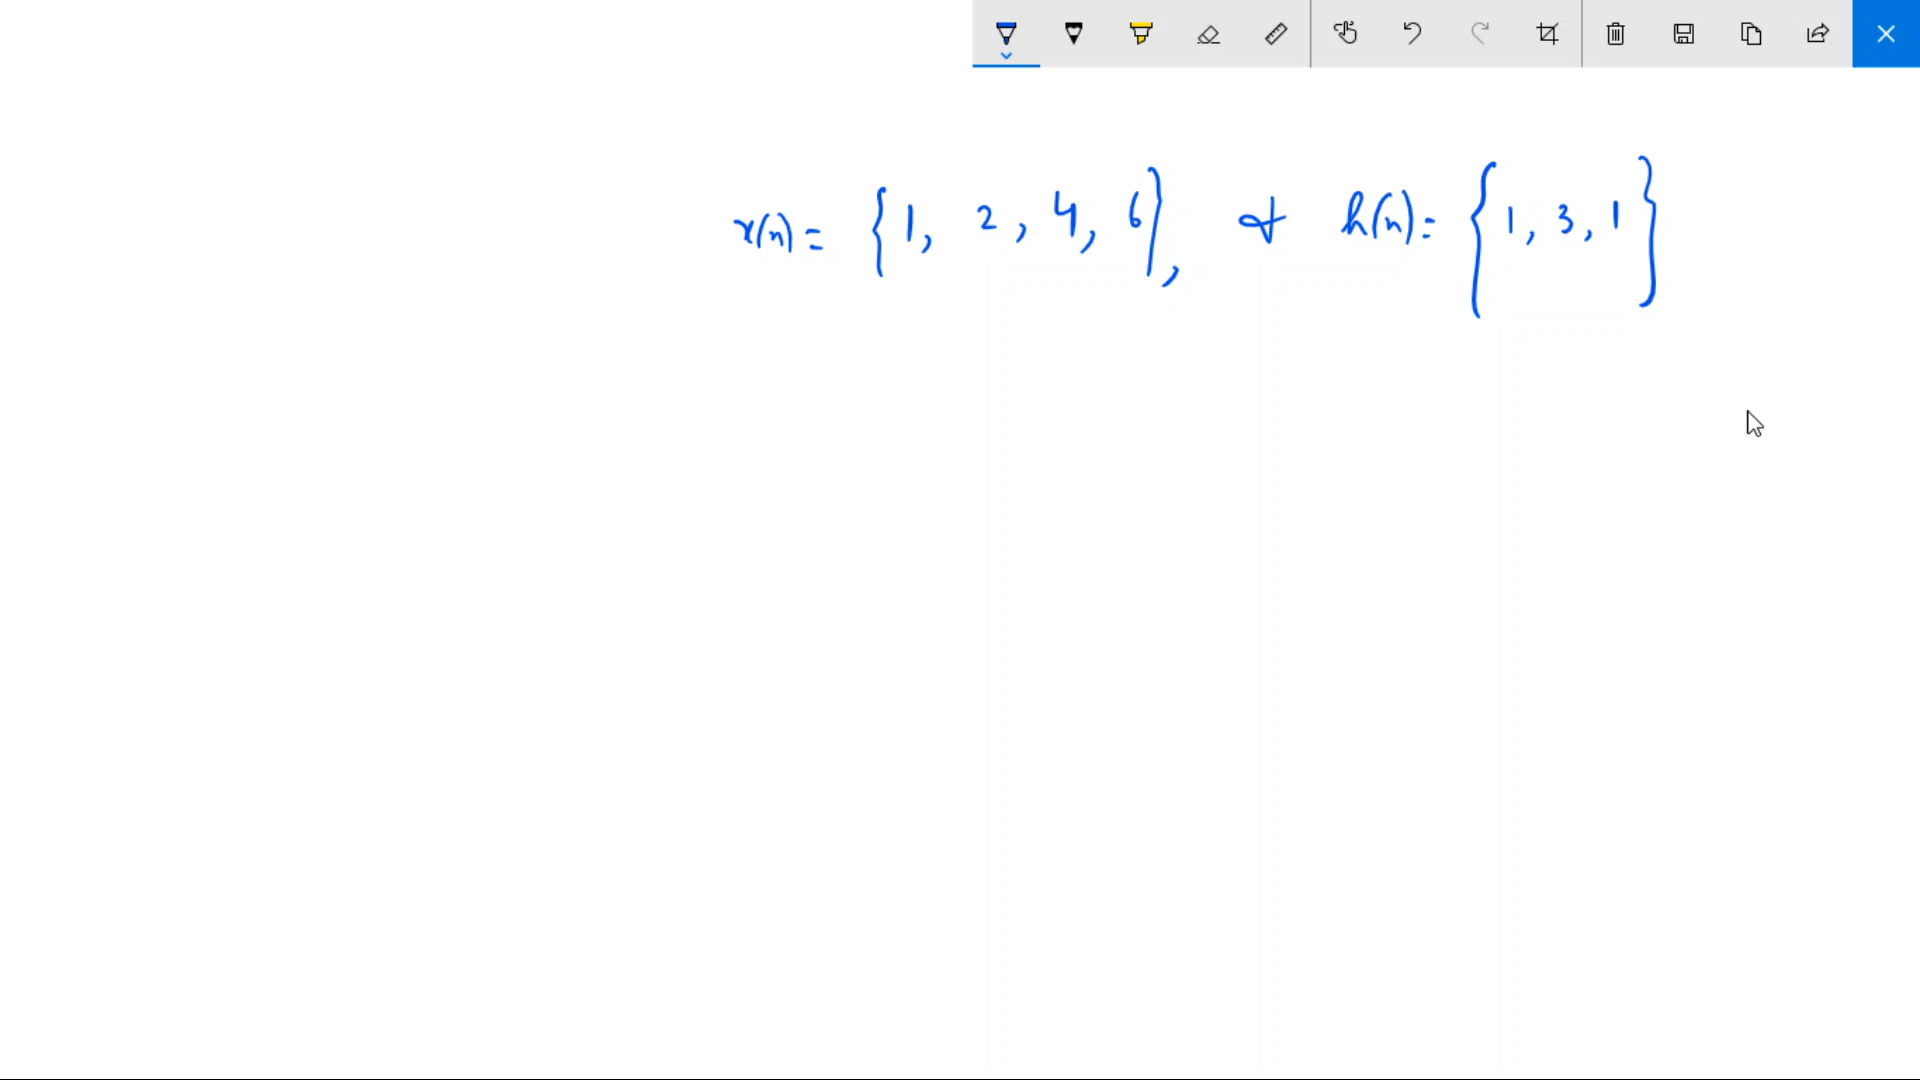 x(n) = {1, 2, 4, 6}, & h(n) = {1, 3, 1}